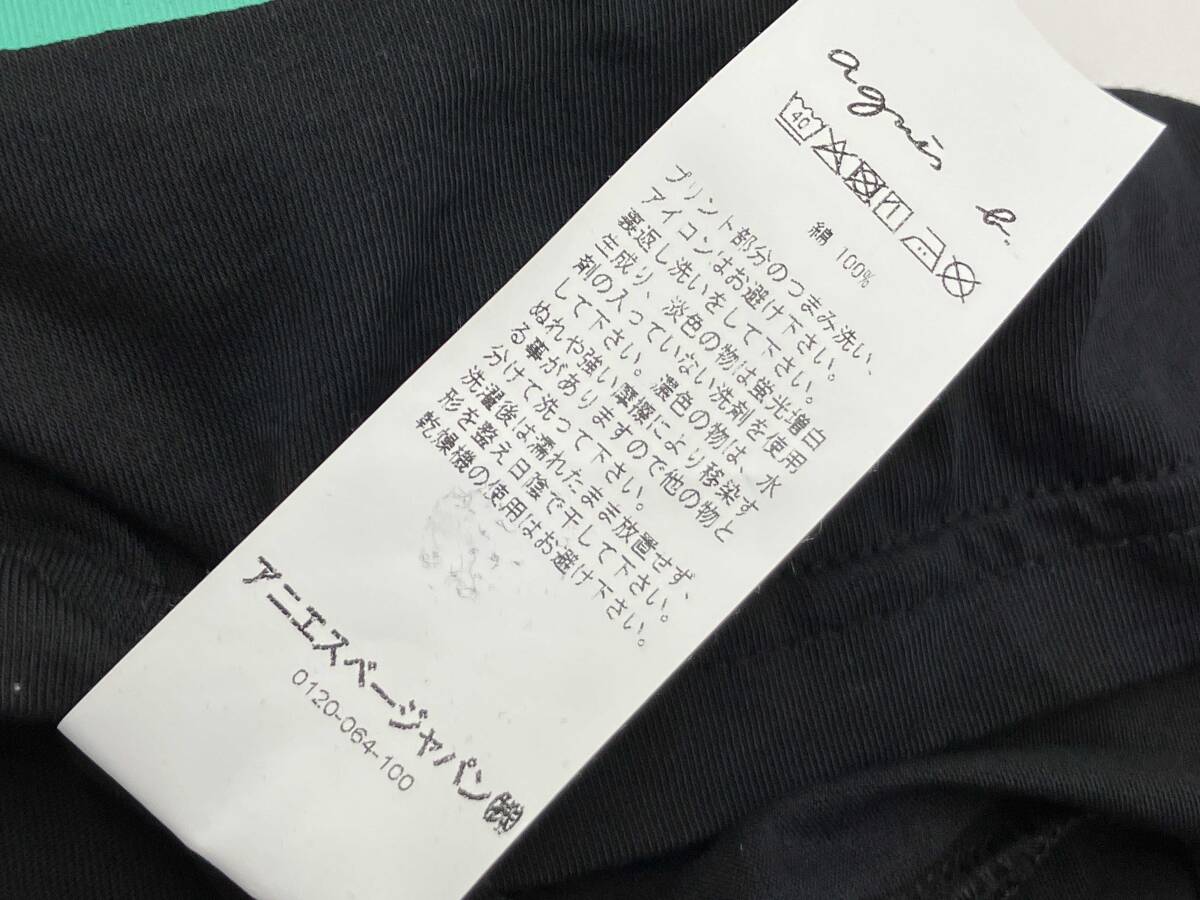 agnès b.
40
綿 100%
プリント部分のつまみ洗い、
アイコンはお避け下さい。
裏返し洗いをして下さい。
生成り、淡色の物は蛍光増白
剤の入っていない洗剤を使用
して下さい。濃色の物は、水
ぬれや強い摩擦により移染す
る事がありますので他の物と
分けて洗って下さい。
洗濯後は濡れたまま放置せず、
形を整え日陰で干して下さい。
乾燥機の使用はお避け下さい。
アニエスベージャパン㈱
0120-064-100